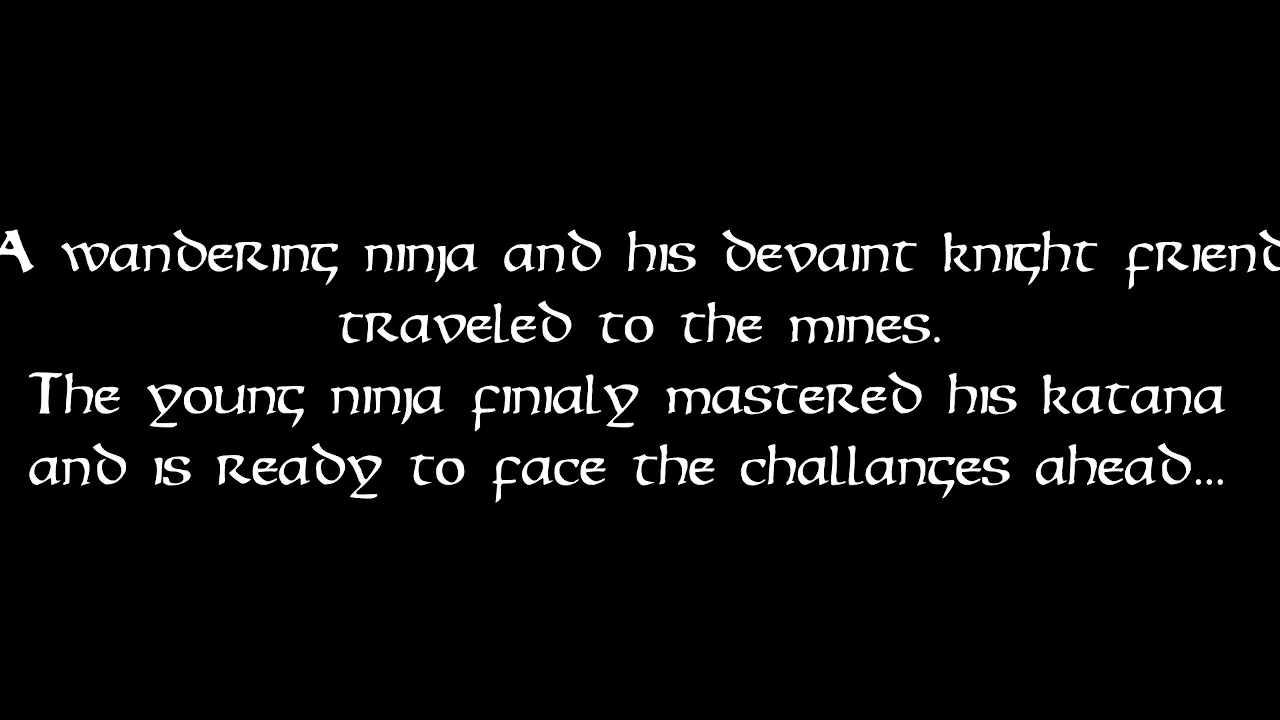 A wandering ninja and his devaint knight friend
traveled to the mines.
The young ninja finialy mastered his katana
and is ready to face the challanges ahead...